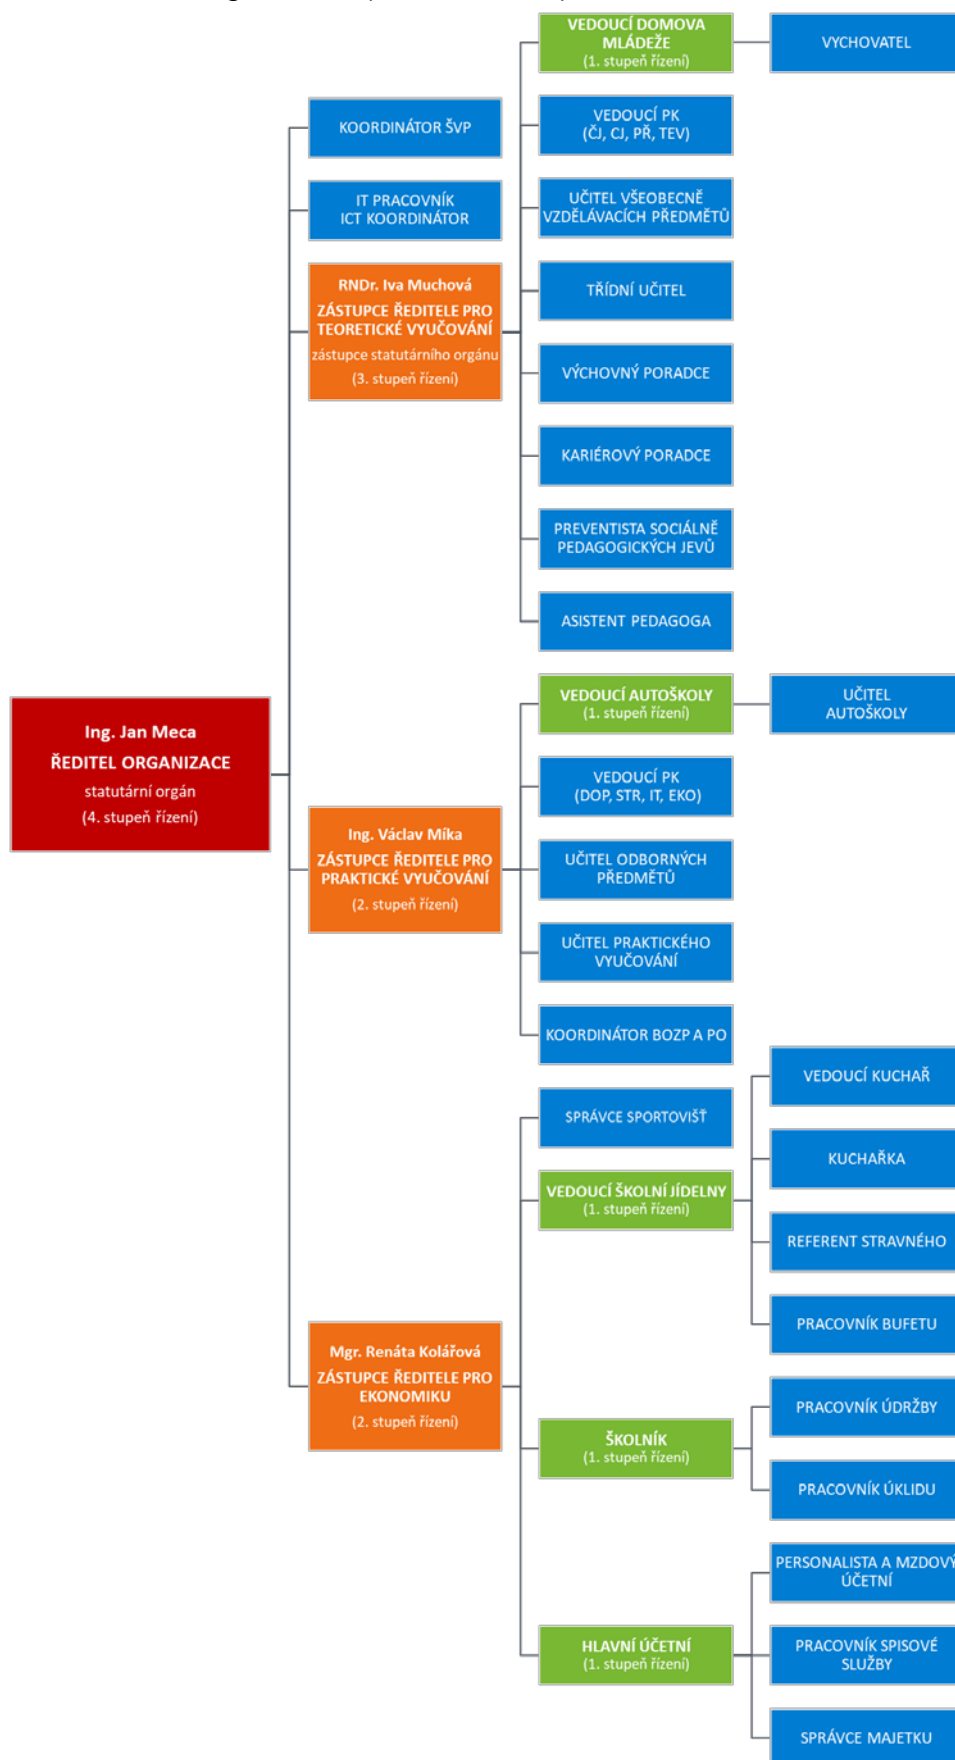 VEDOUCÍ DOMOVA
MLÁDEŽE
(1. stupeň řízení)
VYCHOVATEL
KOORDINÁTOR ŠVP
VEDOUCÍ PK
(ČJ, CJ, PŘ, TEV)
IT PRACOVNÍK
ICT KOORDINÁTOR
UČITEL VŠEOBECNĚ
VZDĚLÁVACÍCH PŘEDMĚTŮ
RNDr. Iva Muchová
ZÁSTUPCE ŘEDITELE PRO
TEORETICKÉ VYUČOVÁNÍ
zástupce statutárního orgánu
(3. stupeň řízení)
TŘÍDNÍ UČITEL
VÝCHOVNÝ PORADCE
KARIÉROVÝ PORADCE
PREVENTISTA SOCIÁLNĚ
PEDAGOGICKÝCH JEVŮ
ASISTENT PEDAGOGA
Ing. Jan Meca
ŘEDITEL ORGANIZACE
statutární orgán
(4. stupeň řízení)
VEDOUCÍ AUTOŠKOLY
(1. stupeň řízení)
UČITEL
AUTOŠKOLY
VEDOUCÍ PK
(DOP, STR, IT, EKO)
Ing. Václav Míka
ZÁSTUPCE ŘEDITELE PRO
PRAKTICKÉ VYUČOVÁNÍ
(2. stupeň řízení)
UČITEL ODBORNÝCH
PŘEDMĚTŮ
UČITEL PRAKTICKÉHO
VYUČOVÁNÍ
KOORDINÁTOR BOZP A PO
SPRÁVCE SPORTOVIŠŤ
VEDOUCÍ ŠKOLNÍ JÍDELNY
(1. stupeň řízení)
VEDOUCÍ KUCHAŘ
KUCHAŘKA
REFERENT STRAVNÉHO
PRACOVNÍK BUFETU
Mgr. Renáta Kolářová
ZÁSTUPCE ŘEDITELE PRO
EKONOMIKU
(2. stupeň řízení)
ŠKOLNÍK
(1. stupeň řízení)
PRACOVNÍK ÚDRŽBY
PRACOVNÍK ÚKLIDU
HLAVNÍ ÚČETNÍ
(1. stupeň řízení)
PERSONALISTA A MZDOVÝ
ÚČETNÍ
PRACOVNÍK SPISOVÉ
SLUŽBY
SPRÁVCE MAJETKU